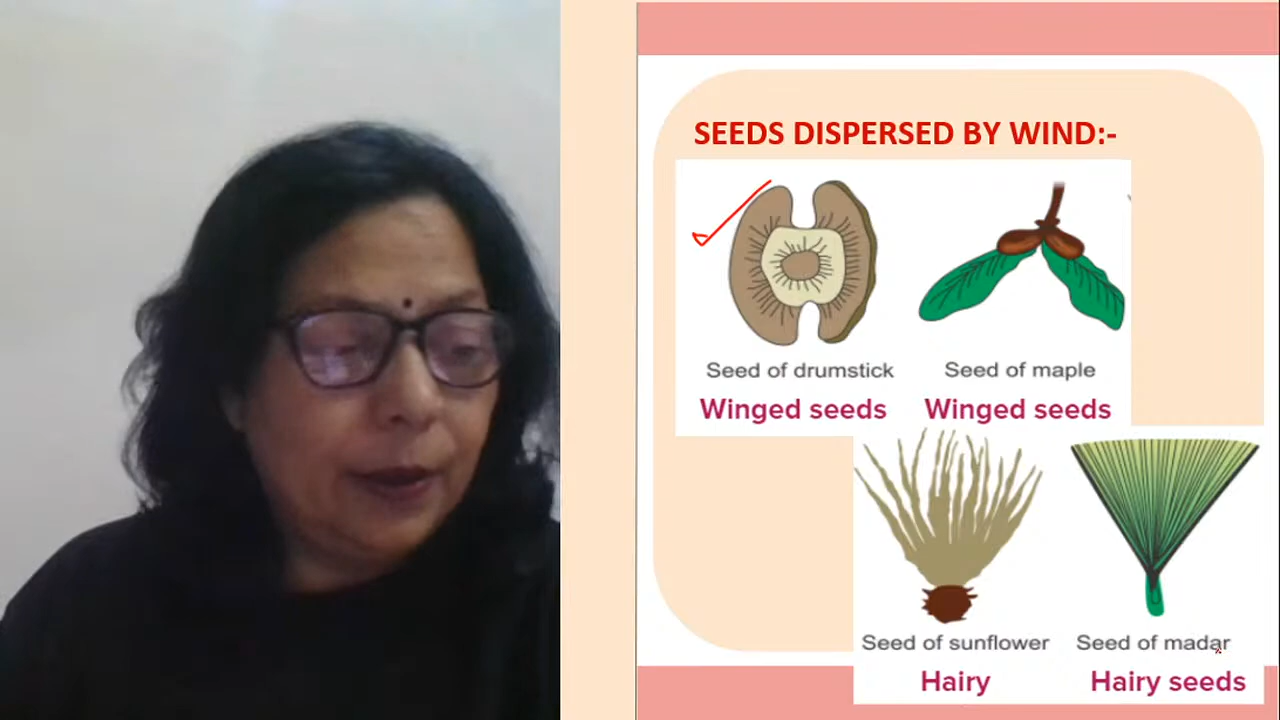 SEEDS DISPERSED BY WIND:-
Seed of drumstick
Seed of maple
Winged seeds
Winged seeds
Seed of sunflower
Seed of madar
Hairy
Hairy seeds